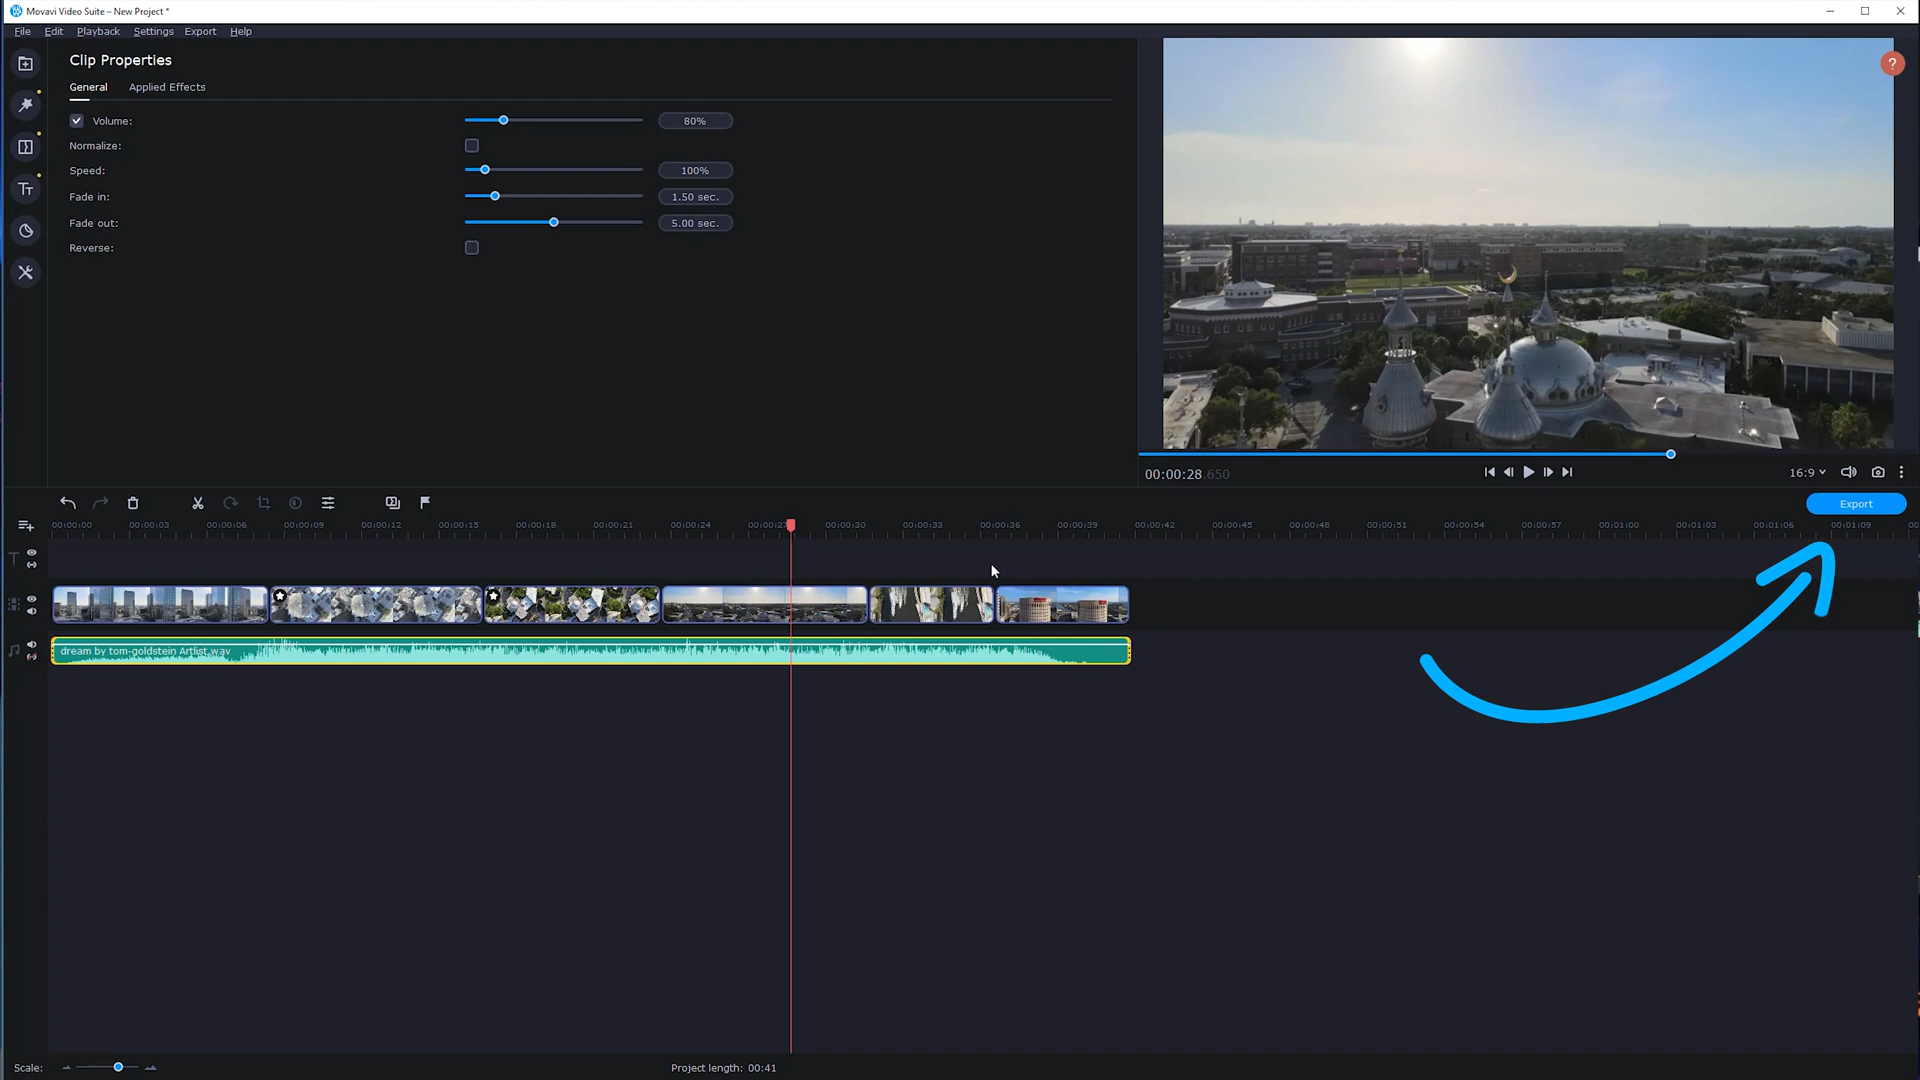 Movavi Video Suite – New Project *
File Edit Playback Settings Export Help
Clip Properties
General Applied Effects
Volume: 80%
Normalize:
Speed: 100%
Fade in: 1.50 sec.
Fade out: 5.00 sec.
Reverse:
?
00:00:28.650
16:9
Export
00:00:00 00:00:03 00:00:06 00:00:09 00:00:12 00:00:15 00:00:18 00:00:21 00:00:24 00:00:27 00:00:30 00:00:33 00:00:36 00:00:39 00:00:42 00:00:45 00:00:48 00:00:51 00:00:54 00:00:57 00:01:00 00:01:03 00:01:06 00:01:09
dream by tom-goldstein Artlist.wav
Scale:
Project length: 00:41